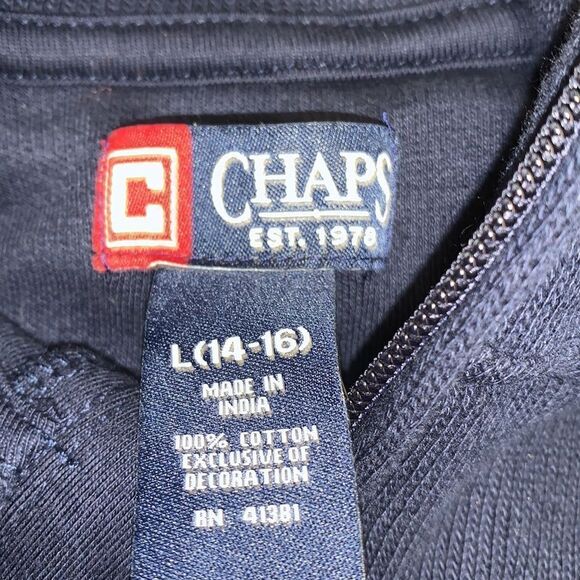 C
CHAPS
EST. 1978
L(14-16)
MADE IN
INDIA
100% COTTON
EXCLUSIVE OF
DECORATION
RN 41381